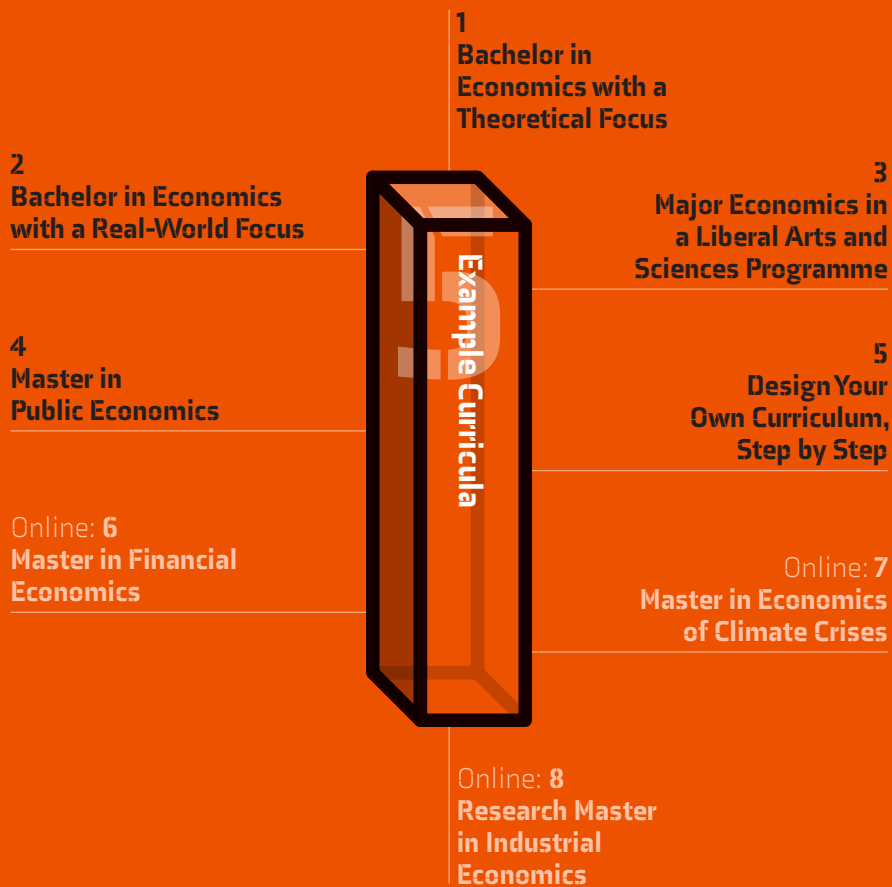 1
Bachelor in
Economics with a
Theoretical Focus
2
Bachelor in Economics
with a Real-World Focus
3
Major Economics in
a Liberal Arts and
Sciences Programme
5
Example Curricula
4
Master in
Public Economics
5
Design Your
Own Curriculum,
Step by Step
Online: 6
Master in Financial
Economics
Online: 7
Master in Economics
of Climate Crises
Online: 8
Research Master
in Industrial
Economics